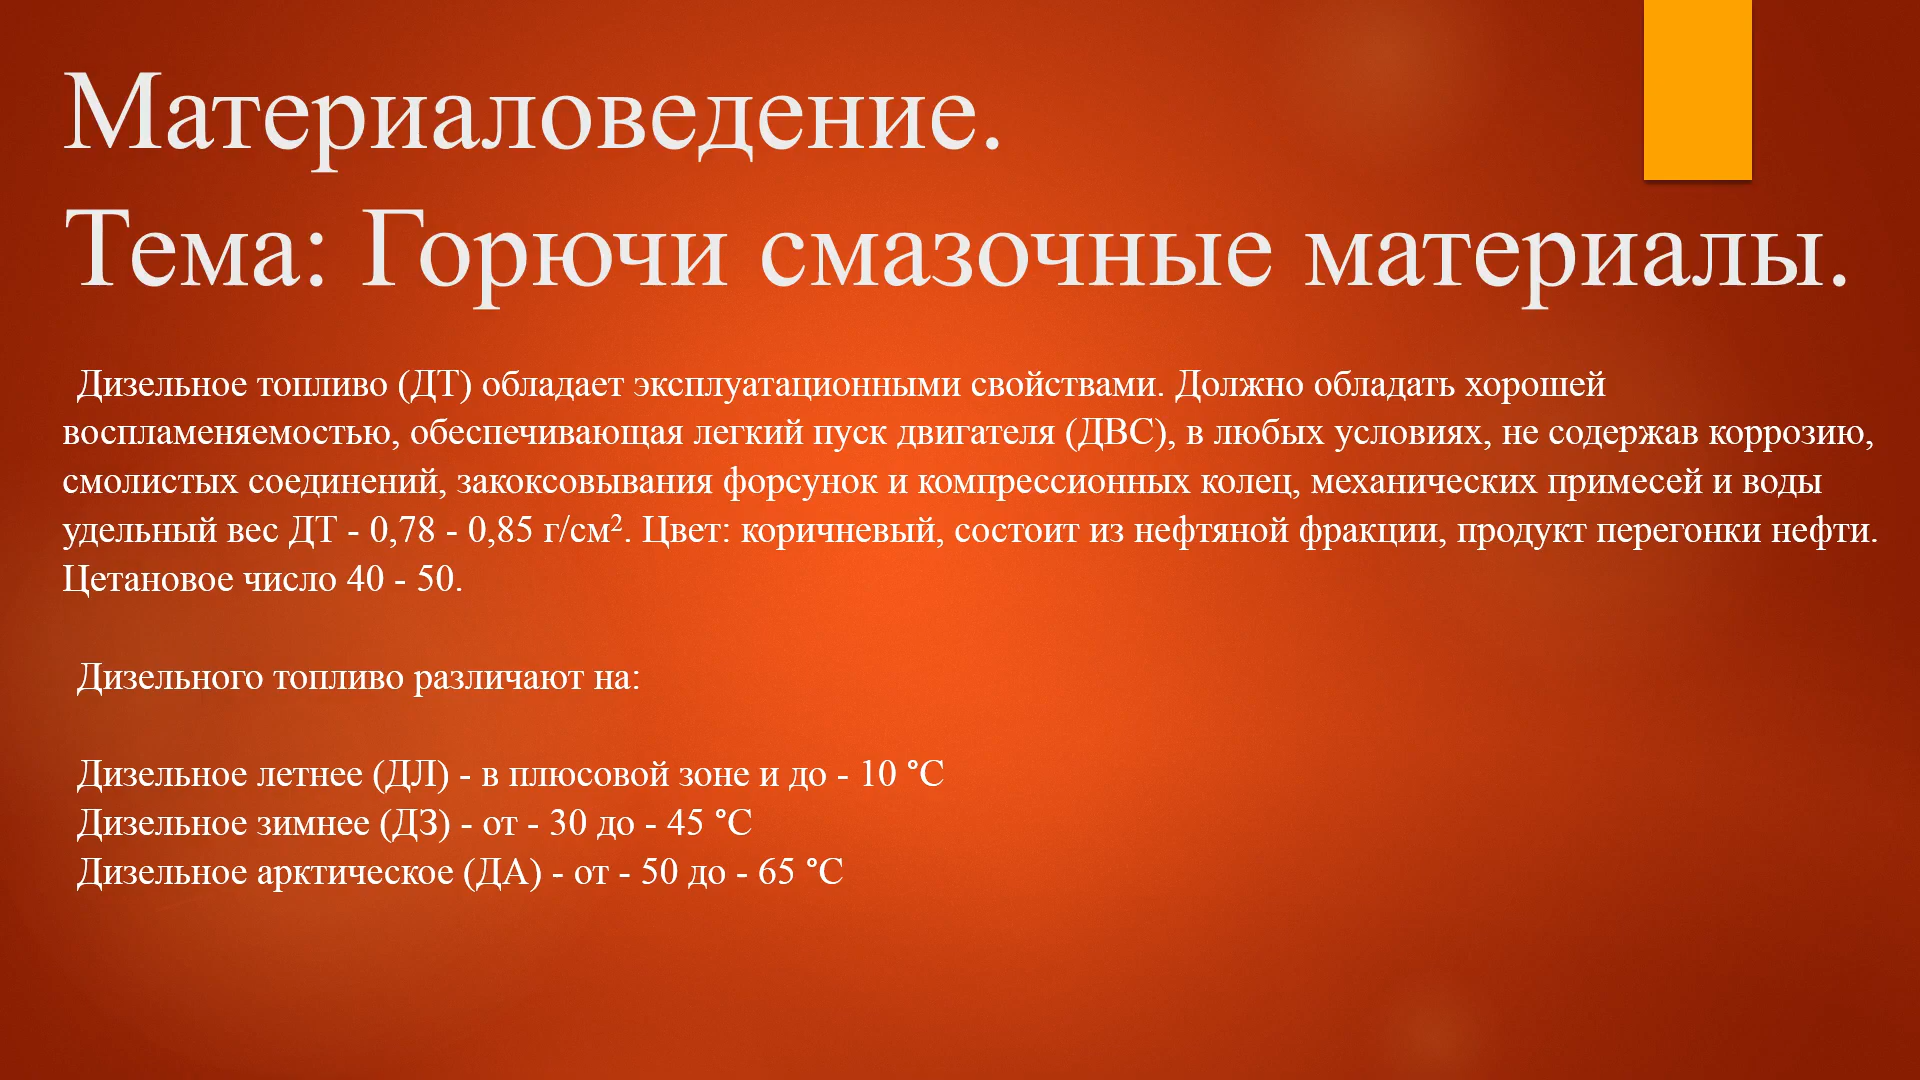 Материаловедение.
Тема: Горючи смазочные материалы.
Дизельное топливо (ДТ) обладает эксплуатационными свойствами. Должно обладать хорошей
воспламеняемостью, обеспечивающая легкий пуск двигателя (ДВС), в любых условиях, не содержав коррозию,
смолистых соединений, закоксовывания форсунок и компрессионных колец, механических примесей и воды
удельный вес ДТ - 0,78 - 0,85 г/см². Цвет: коричневый, состоит из нефтяной фракции, продукт перегонки нефти.
Цетановое число 40 - 50.
Дизельного топливо различают на:
Дизельное летнее (ДЛ) - в плюсовой зоне и до - 10 °С
Дизельное зимнее (ДЗ) - от - 30 до - 45 °С
Дизельное арктическое (ДА) - от - 50 до - 65 °С